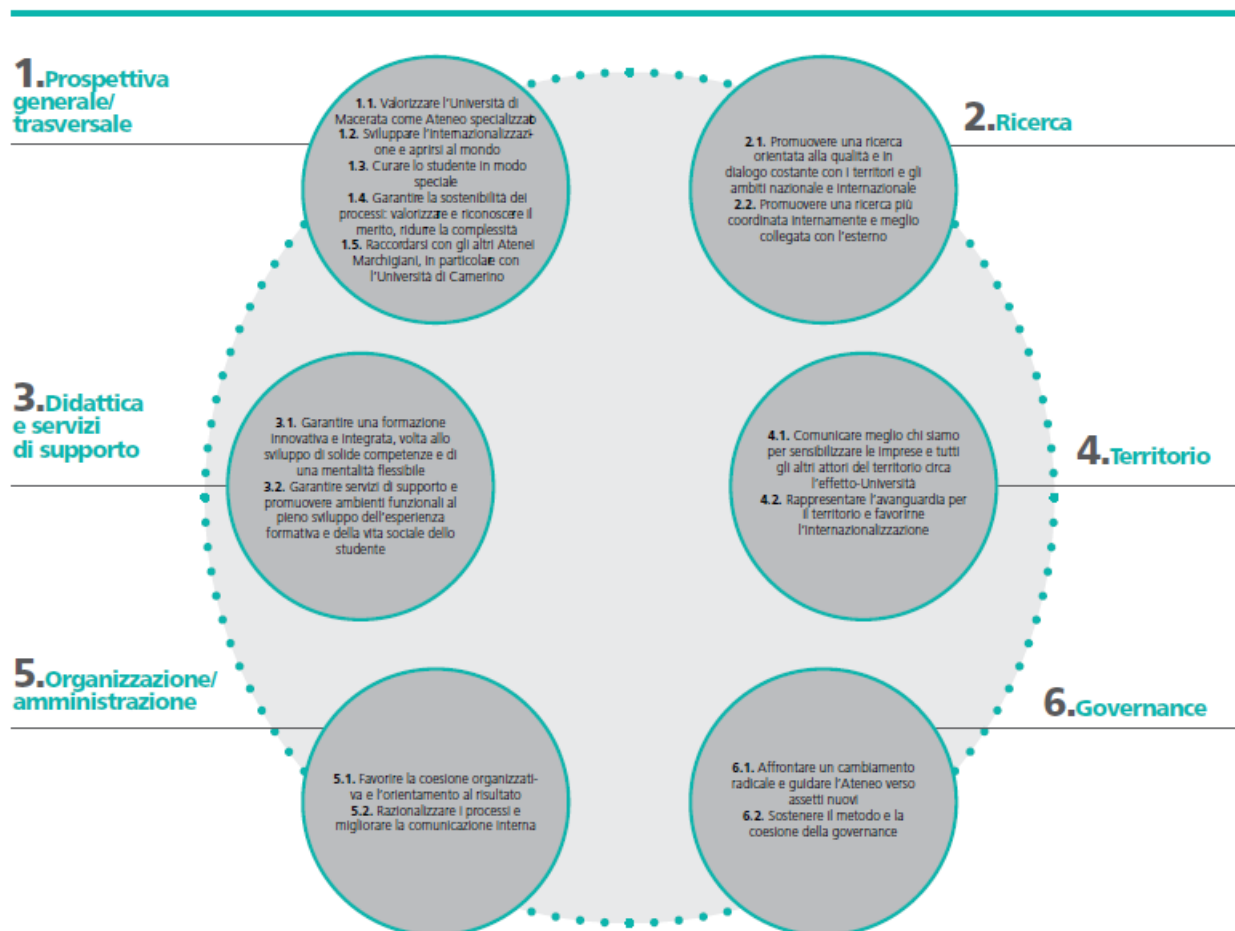 1.Prospettiva
generale/
trasversale
1.1. Valorizzare l'Università di
Macerata come Ateneo specializzato
1.2. Sviluppare l'internazionalizzazi-
one e aprirsi al mondo
1.3. Curare lo studente in modo
speciale
1.4. Garantire la sostenibilità dei
processi: valorizzare e riconoscere il
merito, ridurre la complessità
1.5. Raccordarsi con gli altri Atenei
Marchigiani, in particolare con
l'Università di Camerino
2.Ricerca
2.1. Promuovere una ricerca
orientata alla qualità e in
dialogo costante con i territori e gli
ambiti nazionale e internazionale
2.2. Promuovere una ricerca più
coordinata internamente e meglio
collegata con l'esterno
3.Didattica
e servizi
di supporto
3.1. Garantire una formazione
innovativa e integrata, volta allo
sviluppo di solide competenze e di
una mentalità flessibile
3.2. Garantire servizi di supporto e
promuovere ambienti funzionali al
pieno sviluppo dell'esperienza
formativa e della vita sociale dello
studente
4.Territorio
4.1. Comunicare meglio chi siamo
per sensibilizzare le imprese e tutti
gli altri attori del territorio circa
l'effetto-Università
4.2. Rappresentare l'avanguardia per
il territorio e favorirne
l'internazionalizzazione
5.Organizzazione/
amministrazione
5.1. Favorire la coesione organizzati-
va e l'orientamento al risultato
5.2. Razionalizzare i processi e
migliorare la comunicazione interna
6.Governance
6.1. Affrontare un cambiamento
radicale e guidare l'Ateneo verso
assetti nuovi
6.2. Sostenere il metodo e la
coesione della governance